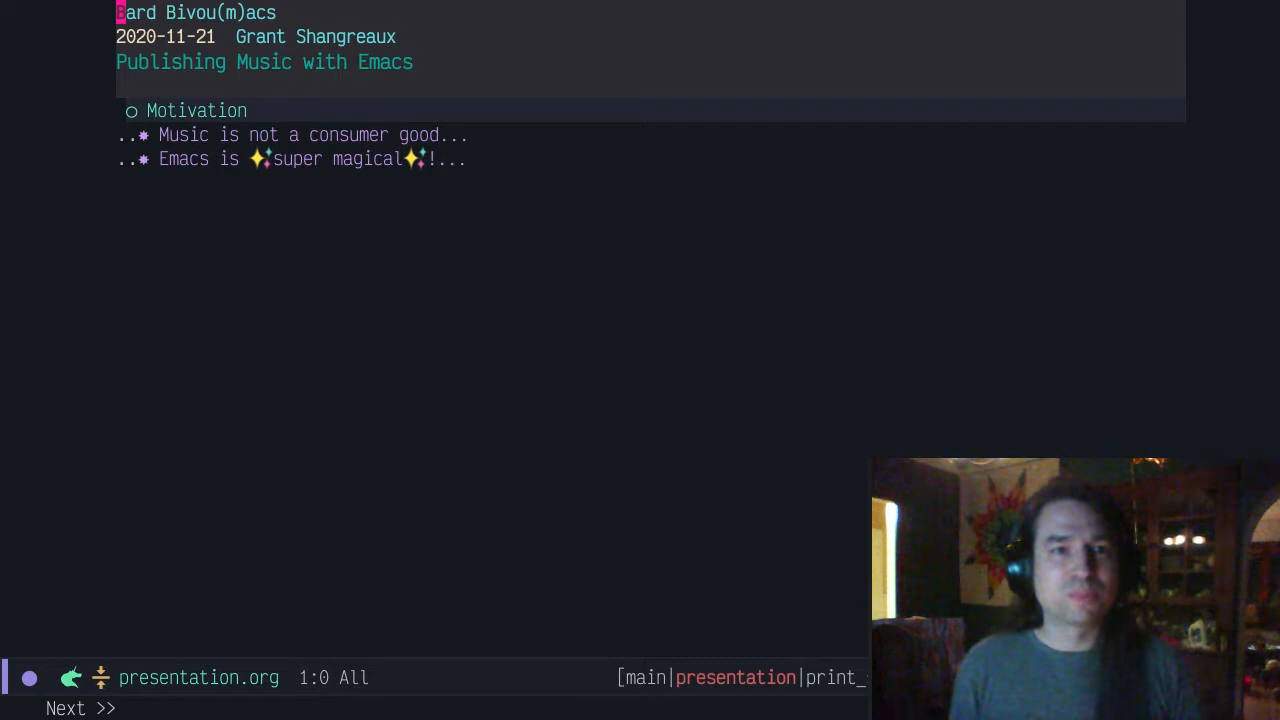 Bard Bivou(m)acs
2020-11-21 Grant Shangreaux
Publishing Music with Emacs
○ Motivation
..✸ Music is not a consumer good...
..✸ Emacs is ✨super magical✨!...
presentation.org 1:0 All [main|presentation|print_
Next >>